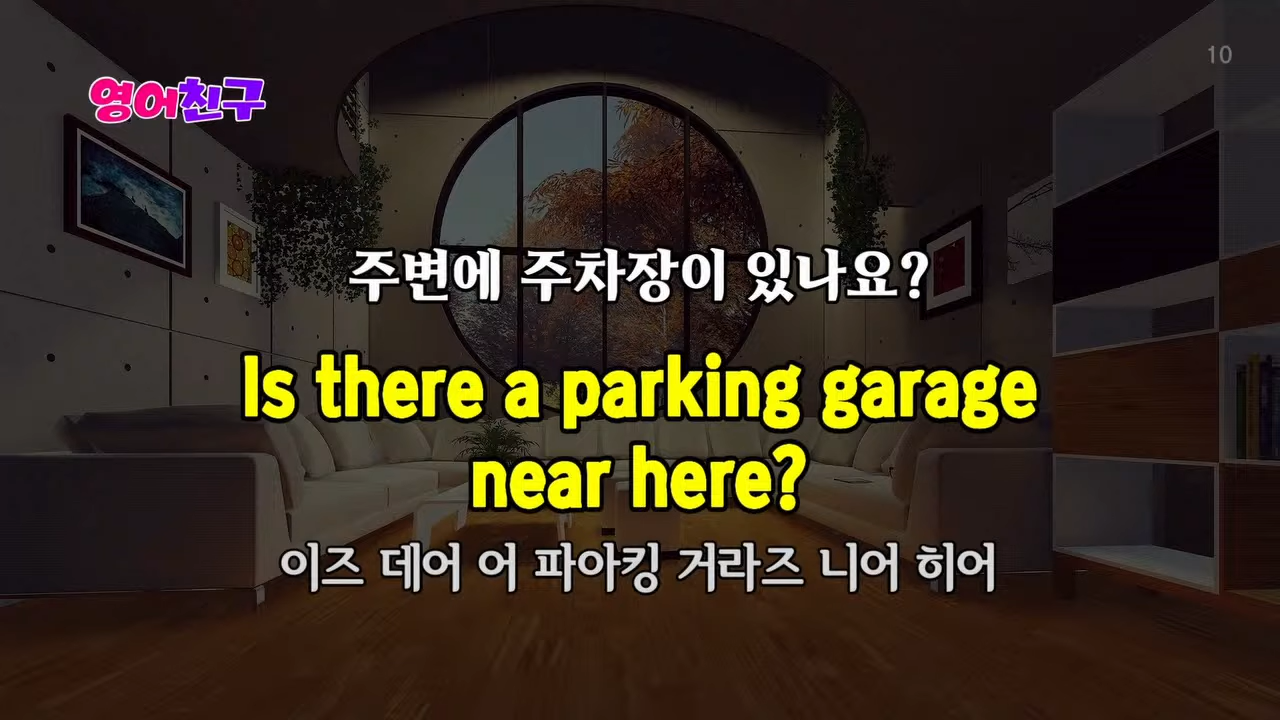 10
영어친구
주변에 주차장이 있나요?
Is there a parking garage
near here?
이즈 데어 어 파아킹 거라즈 니어 히어